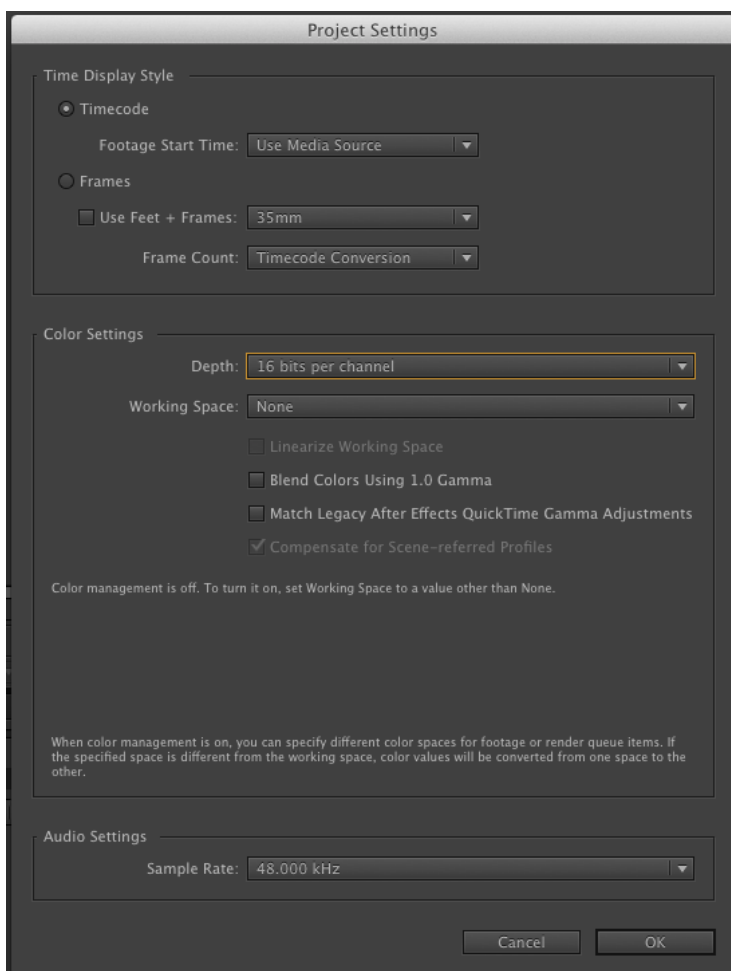 Project Settings
Time Display Style
Timecode
Footage Start Time: Use Media Source
Frames
Use Feet + Frames: 35mm
Frame Count: Timecode Conversion
Color Settings
Depth: 16 bits per channel
Working Space: None
Linearize Working Space
Blend Colors Using 1.0 Gamma
Match Legacy After Effects QuickTime Gamma Adjustments
Compensate for Scene-referred Profiles
Color management is off. To turn it on, set Working Space to a value other than None.
When color management is on, you can specify different color spaces for footage or render queue items. If
the specified space is different from the working space, color values will be converted from one space to the
other.
Audio Settings
Sample Rate: 48.000 kHz
Cancel OK